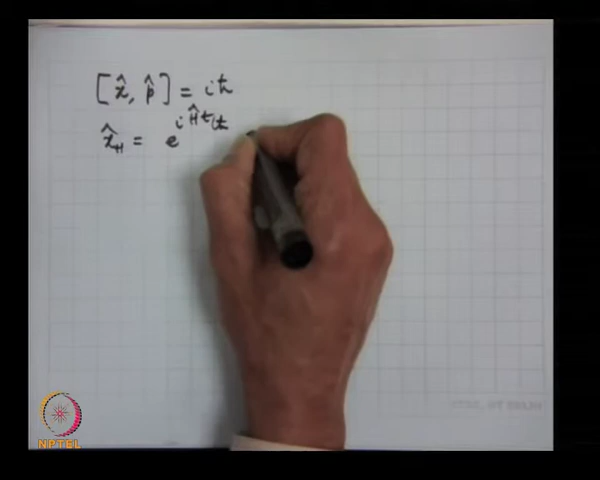 [x̂, p̂] = iħ
x̂_H = e^{iĤt/ħ}
NPTEL